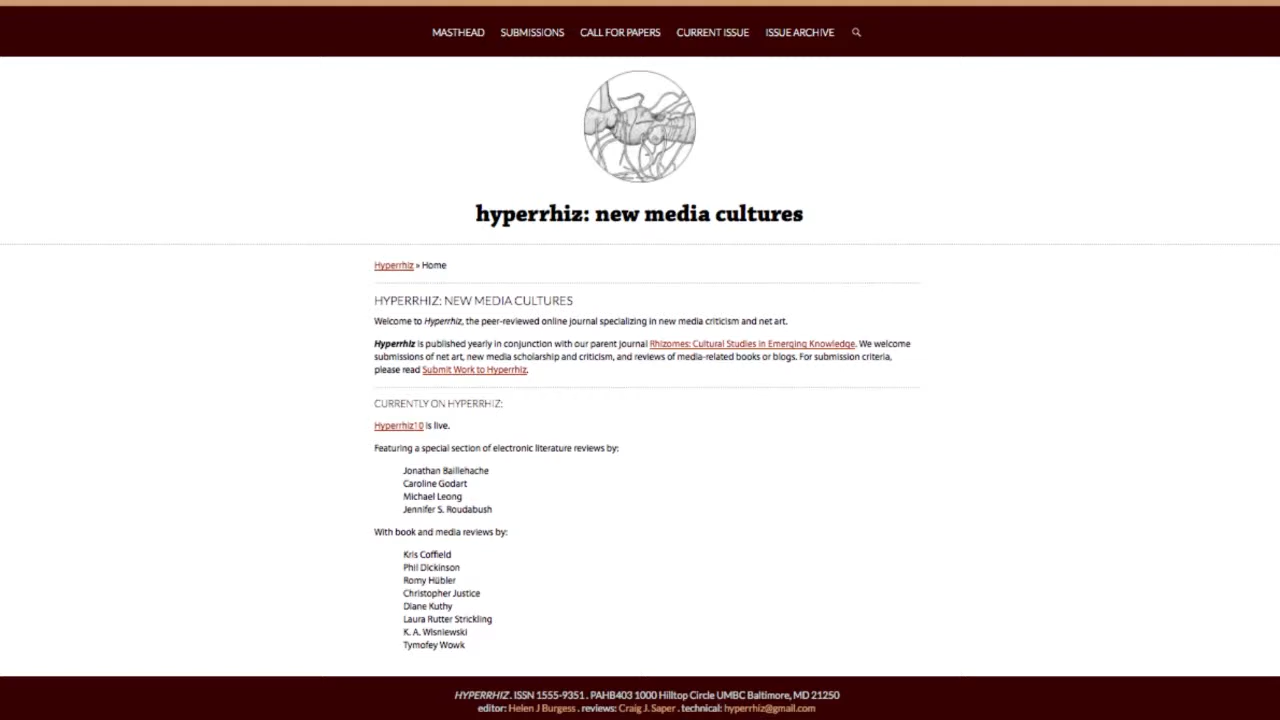 MASTHEAD SUBMISSIONS CALL FOR PAPERS CURRENT ISSUE ISSUE ARCHIVE
hyperrhiz: new media cultures
Hyperrhiz » Home
HYPERRHIZ: NEW MEDIA CULTURES
Welcome to Hyperrhiz, the peer-reviewed online journal specializing in new media criticism and net art.
Hyperrhiz is published yearly in conjunction with our parent journal Rhizomes: Cultural Studies in Emerging Knowledge. We welcome
submissions of net art, new media scholarship and criticism, and reviews of media-related books or blogs. For submission criteria,
please read Submit Work to Hyperrhiz.
CURRENTLY ON HYPERRHIZ:
Hyperrhiz10 is live.
Featuring a special section of electronic literature reviews by:
Jonathan Baillehache
Caroline Godart
Michael Leong
Jennifer S. Roudabush
With book and media reviews by:
Kris Coffield
Phil Dickinson
Romy Hübler
Christopher Justice
Diane Kuthy
Laura Rutter Strickling
K. A. Wisniewski
Tymofey Wowk
HYPERRHIZ. ISSN 1555-9351 . PAHB403 1000 Hilltop Circle UMBC Baltimore, MD 21250
editor: Helen J Burgess . reviews: Craig J. Saper . technical: hyperrhiz@gmail.com